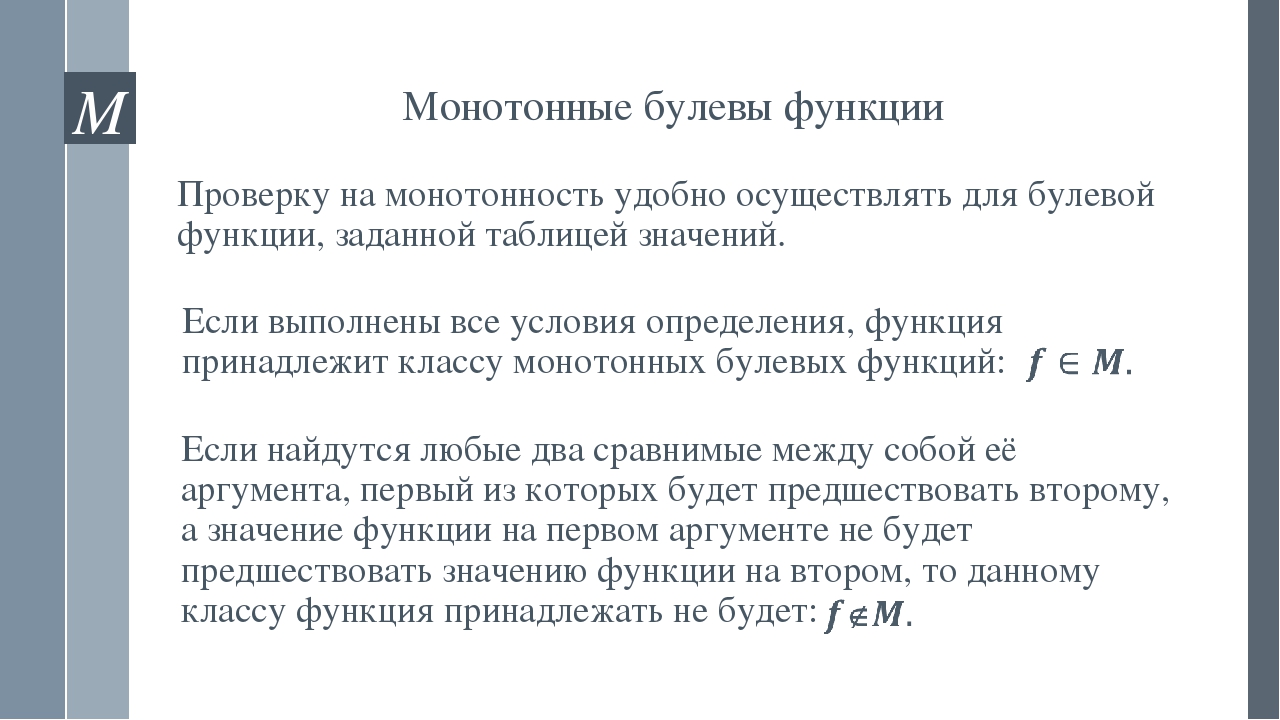 M
Монотонные булевы функции
Проверку на монотонность удобно осуществлять для булевой
функции, заданной таблицей значений.
Если выполнены все условия определения, функция
принадлежит классу монотонных булевых функций: f ∈ M.
Если найдутся любые два сравнимые между собой её
аргумента, первый из которых будет предшествовать второму,
а значение функции на первом аргументе не будет
предшествовать значению функции на втором, то данному
классу функция принадлежать не будет: f∉M.